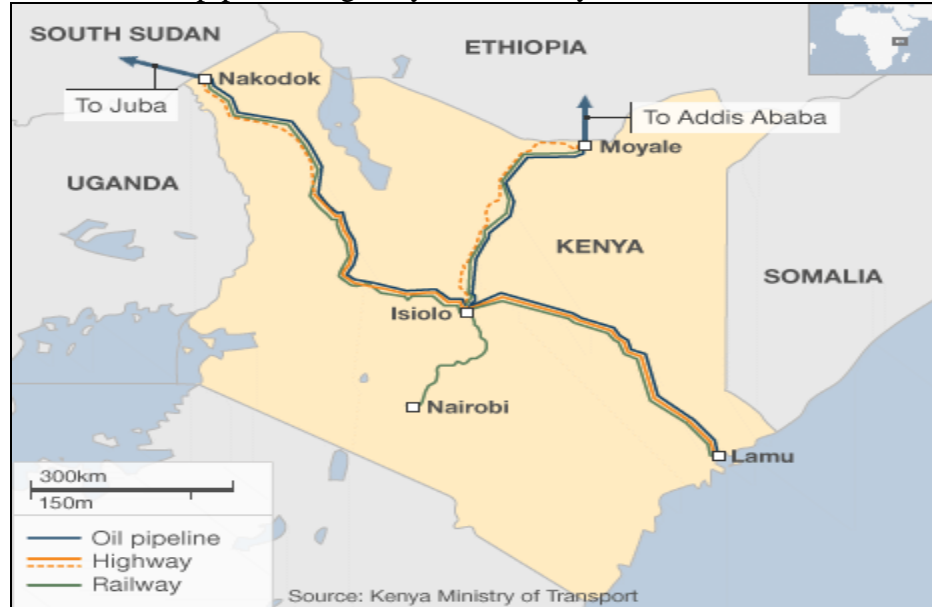 SOUTH SUDAN
ETHIOPIA
Nakodok
To Juba
To Addis Ababa
Moyale
UGANDA
KENYA
SOMALIA
Isiolo
Nairobi
Lamu
300km
150m
Oil pipeline
Highway
Railway
Source: Kenya Ministry of Transport